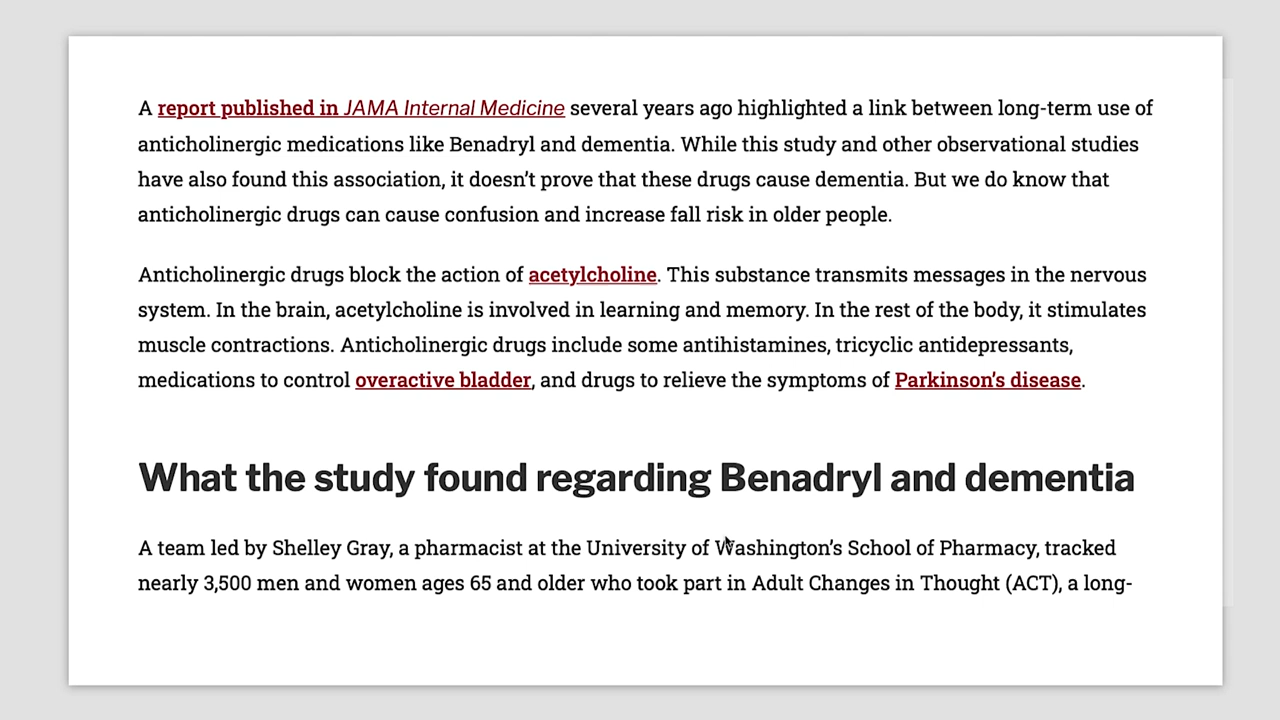 A report published in JAMA Internal Medicine several years ago highlighted a link between long-term use of
anticholinergic medications like Benadryl and dementia. While this study and other observational studies
have also found this association, it doesn’t prove that these drugs cause dementia. But we do know that
anticholinergic drugs can cause confusion and increase fall risk in older people.
Anticholinergic drugs block the action of acetylcholine. This substance transmits messages in the nervous
system. In the brain, acetylcholine is involved in learning and memory. In the rest of the body, it stimulates
muscle contractions. Anticholinergic drugs include some antihistamines, tricyclic antidepressants,
medications to control overactive bladder, and drugs to relieve the symptoms of Parkinson’s disease.
What the study found regarding Benadryl and dementia
A team led by Shelley Gray, a pharmacist at the University of Washington’s School of Pharmacy, tracked
nearly 3,500 men and women ages 65 and older who took part in Adult Changes in Thought (ACT), a long-